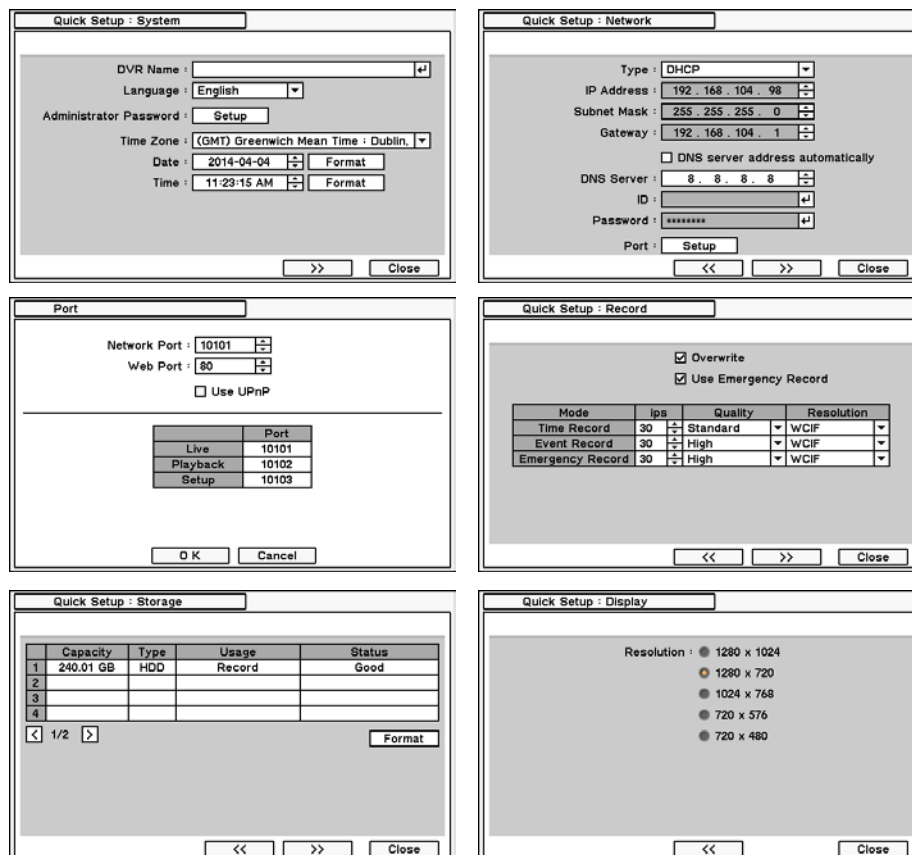 Quick Setup : System
DVR Name :
Language : English
Administrator Password : Setup
Time Zone : (GMT) Greenwich Mean Time : Dublin,
Date : 2014-04-04 Format
Time : 11:23:15 AM Format
>> Close
Quick Setup : Network
Type : DHCP
IP Address : 192 . 168 . 104 . 98
Subnet Mask : 255 . 255 . 255 . 0
Gateway : 192 . 168 . 104 . 1
DNS server address automatically
DNS Server : 8 . 8 . 8 . 8
ID :
Password : ********
Port : Setup
<< >> Close
Port
Network Port : 10101
Web Port : 80
Use UPnP
Port
Live 10101
Playback 10102
Setup 10103
O K Cancel
Quick Setup : Record
Overwrite
Use Emergency Record
Mode ips Quality Resolution
Time Record 30 Standard WCIF
Event Record 30 High WCIF
Emergency Record 30 High WCIF
<< >> Close
Quick Setup : Storage
Capacity Type Usage Status
1 240.01 GB HDD Record Good
2
3
4
< 1/2 >
Format
<< >> Close
Quick Setup : Display
Resolution : 1280 x 1024
1280 x 720
1024 x 768
720 x 576
720 x 480
<< Close